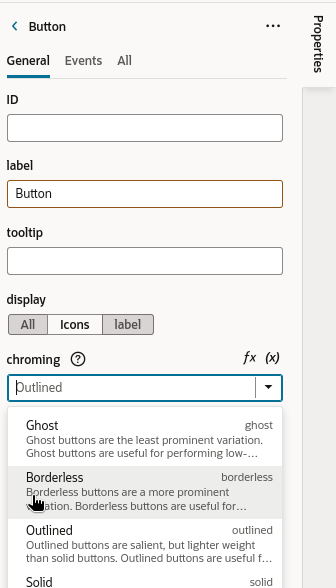 Button
Properties
General Events All
ID
label
Button
tooltip
display
All Icons label
chroming ? fx (x)
Outlined
Ghost ghost
Ghost buttons are the least prominent variation.
Ghost buttons are useful for performing low-...
Borderless borderless
Borderless buttons are a more prominent
Borderless buttons are useful for...
Outlined outlined
Outlined buttons are salient, but lighter weight
than solid buttons. Outlined buttons are useful f...
Solid solid